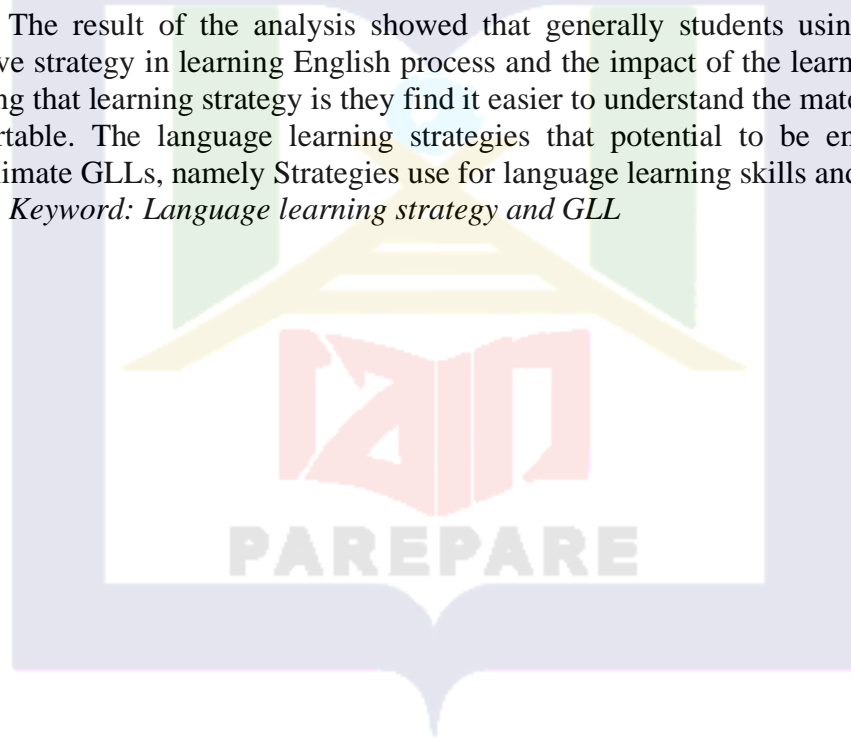 The result of the analysis showed that generally students usin
ve strategy in learning English process and the impact of the learn
ng that learning strategy is they find it easier to understand the mate
rtable. The language learning strategies that potential to be en
imate GLLs, namely Strategies use for language learning skills and
Keyword: Language learning strategy and GLL
PAREPARE